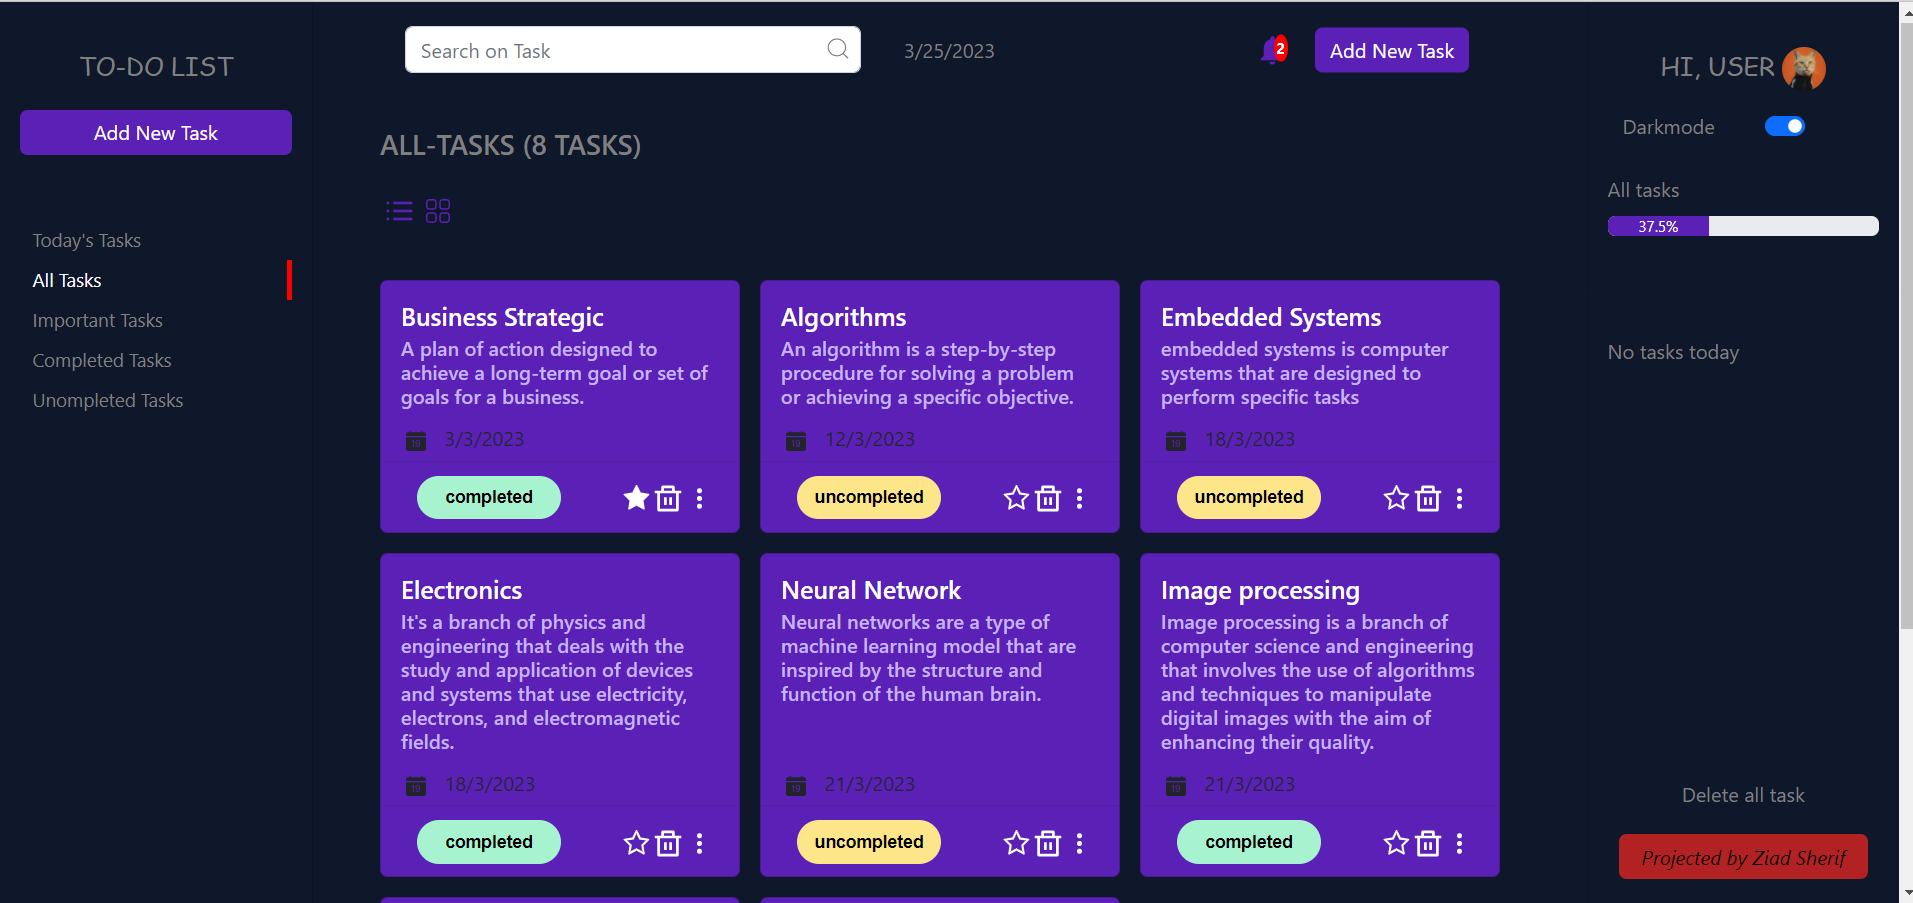 TO-DO LIST
Add New Task
Today's Tasks
All Tasks
Important Tasks
Completed Tasks
Unompleted Tasks
Search on Task
3/25/2023
2
Add New Task
ALL-TASKS (8 TASKS)
Business Strategic
A plan of action designed to
achieve a long-term goal or set of
goals for a business.
19
3/3/2023
completed
Algorithms
An algorithm is a step-by-step
procedure for solving a problem
or achieving a specific objective.
19
12/3/2023
uncompleted
Embedded Systems
embedded systems is computer
systems that are designed to
perform specific tasks
19
18/3/2023
uncompleted
Electronics
It's a branch of physics and
engineering that deals with the
study and application of devices
and systems that use electricity,
electrons, and electromagnetic
fields.
19
18/3/2023
completed
Neural Network
Neural networks are a type of
machine learning model that are
inspired by the structure and
function of the human brain.
19
21/3/2023
uncompleted
Image processing
Image processing is a branch of
computer science and engineering
that involves the use of algorithms
and techniques to manipulate
digital images with the aim of
enhancing their quality.
19
21/3/2023
completed
HI, USER
Darkmode
All tasks
37.5%
No tasks today
Delete all task
Projected by Ziad Sherif